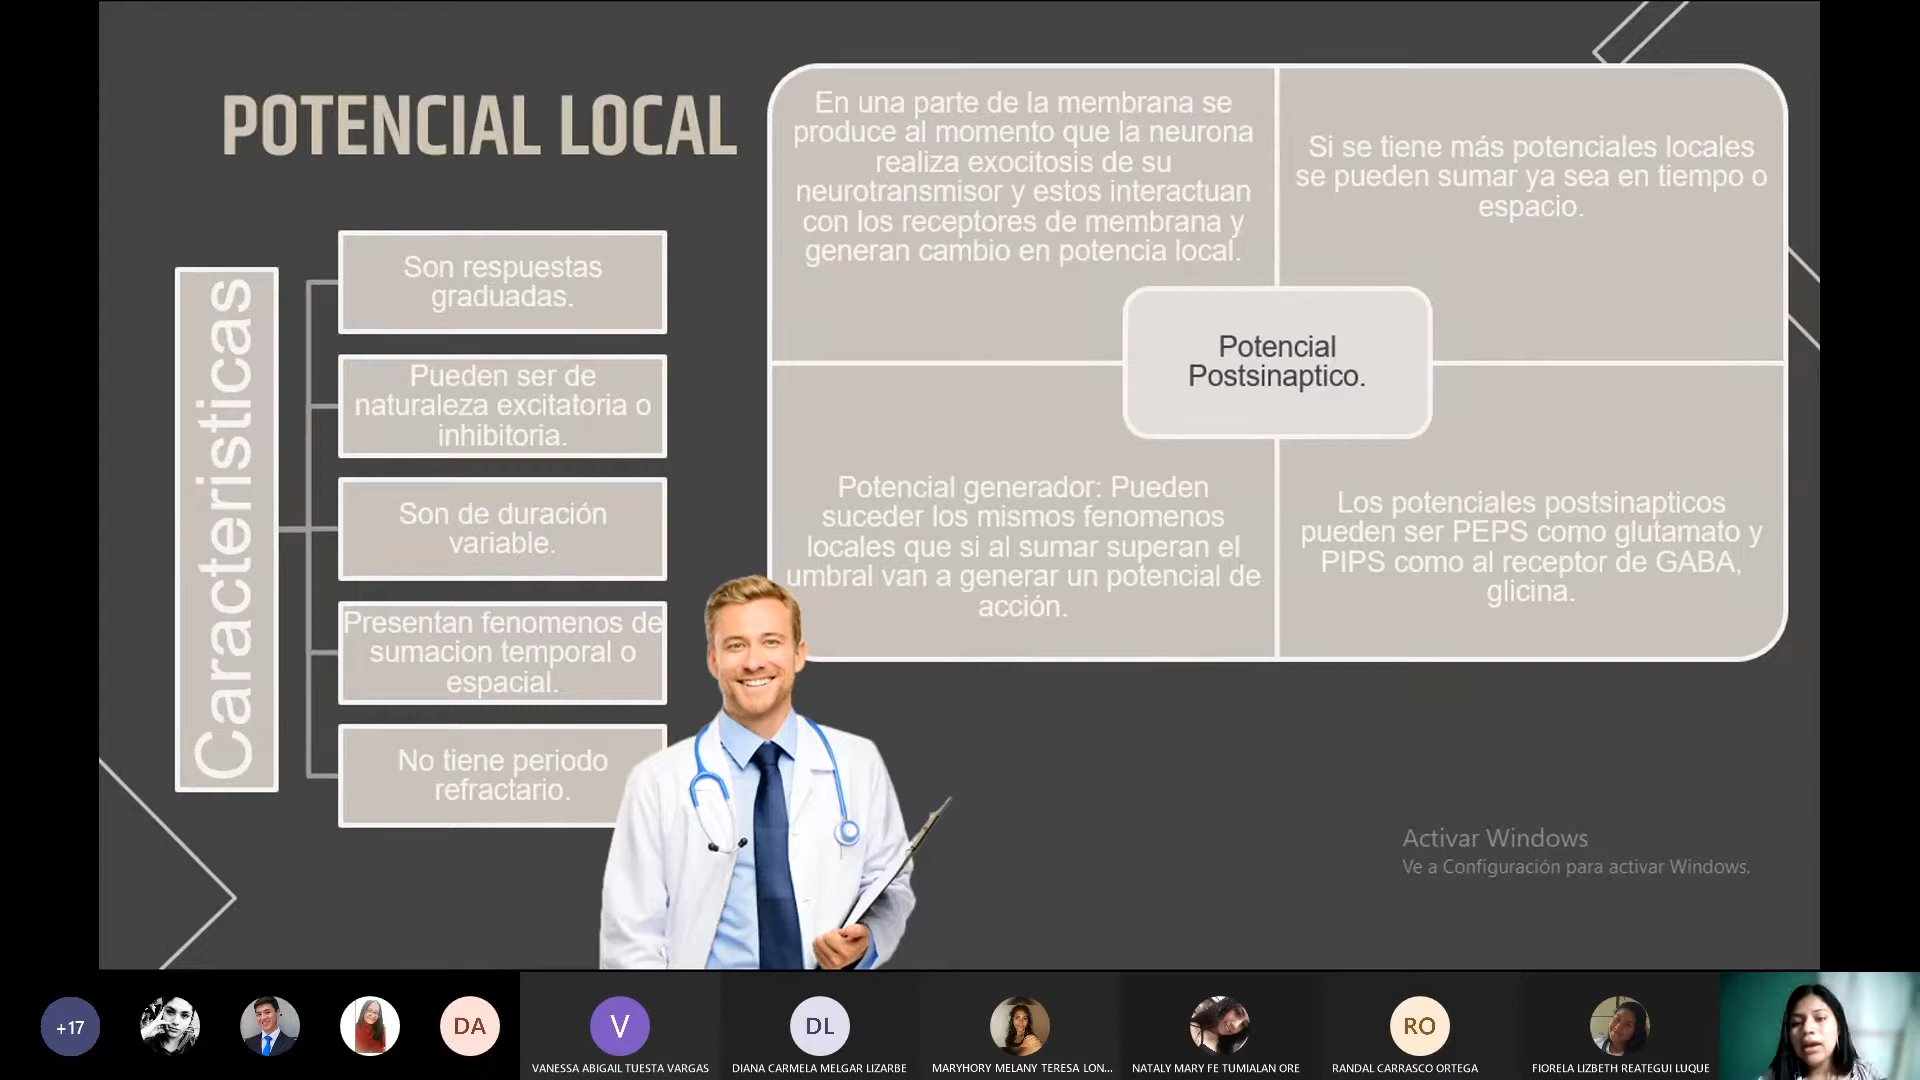 POTENCIAL LOCAL
Caracteristicas
Son respuestas
graduadas.
Pueden ser de
naturaleza excitatoria o
inhibitoria.
Son de duración
variable.
Presentan fenomenos de
sumacion temporal o
espacial.
No tiene periodo
refractario.
En una parte de la membrana se
produce al momento que la neurona
realiza exocitosis de su
neurotransmisor y estos interactuan
con los receptores de membrana y
generan cambio en potencia local.
Si se tiene más potenciales locales
se pueden sumar ya sea en tiempo o
espacio.
Potencial
Postsinaptico.
Potencial generador: Pueden
suceder los mismos fenomenos
locales que si al sumar superan el
umbral van a generar un potencial de
acción.
Los potenciales postsinapticos
pueden ser PEPS como glutamato y
PIPS como al receptor de GABA,
glicina.
Activar Windows
Ve a Configuración para activar Windows.
+17
DA
V
VANESSA ABIGAIL TUESTA VARGAS
DL
DIANA CARMELA MELGAR LIZARBE
MARYHORY MELANY TERESA LON...
NATALY MARY FE TUMIALAN ORE
RO
RANDAL CARRASCO ORTEGA
FIORELA LIZBETH REATEGUI LUQUE